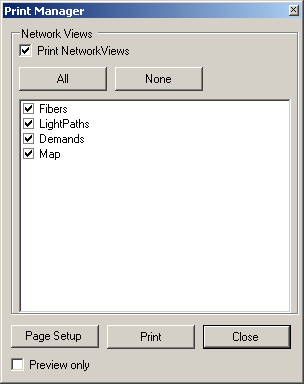 Print Manager
Network Views
Print NetworkViews
All None
Fibers
LightPaths
Demands
Map
Page Setup Print Close
Preview only